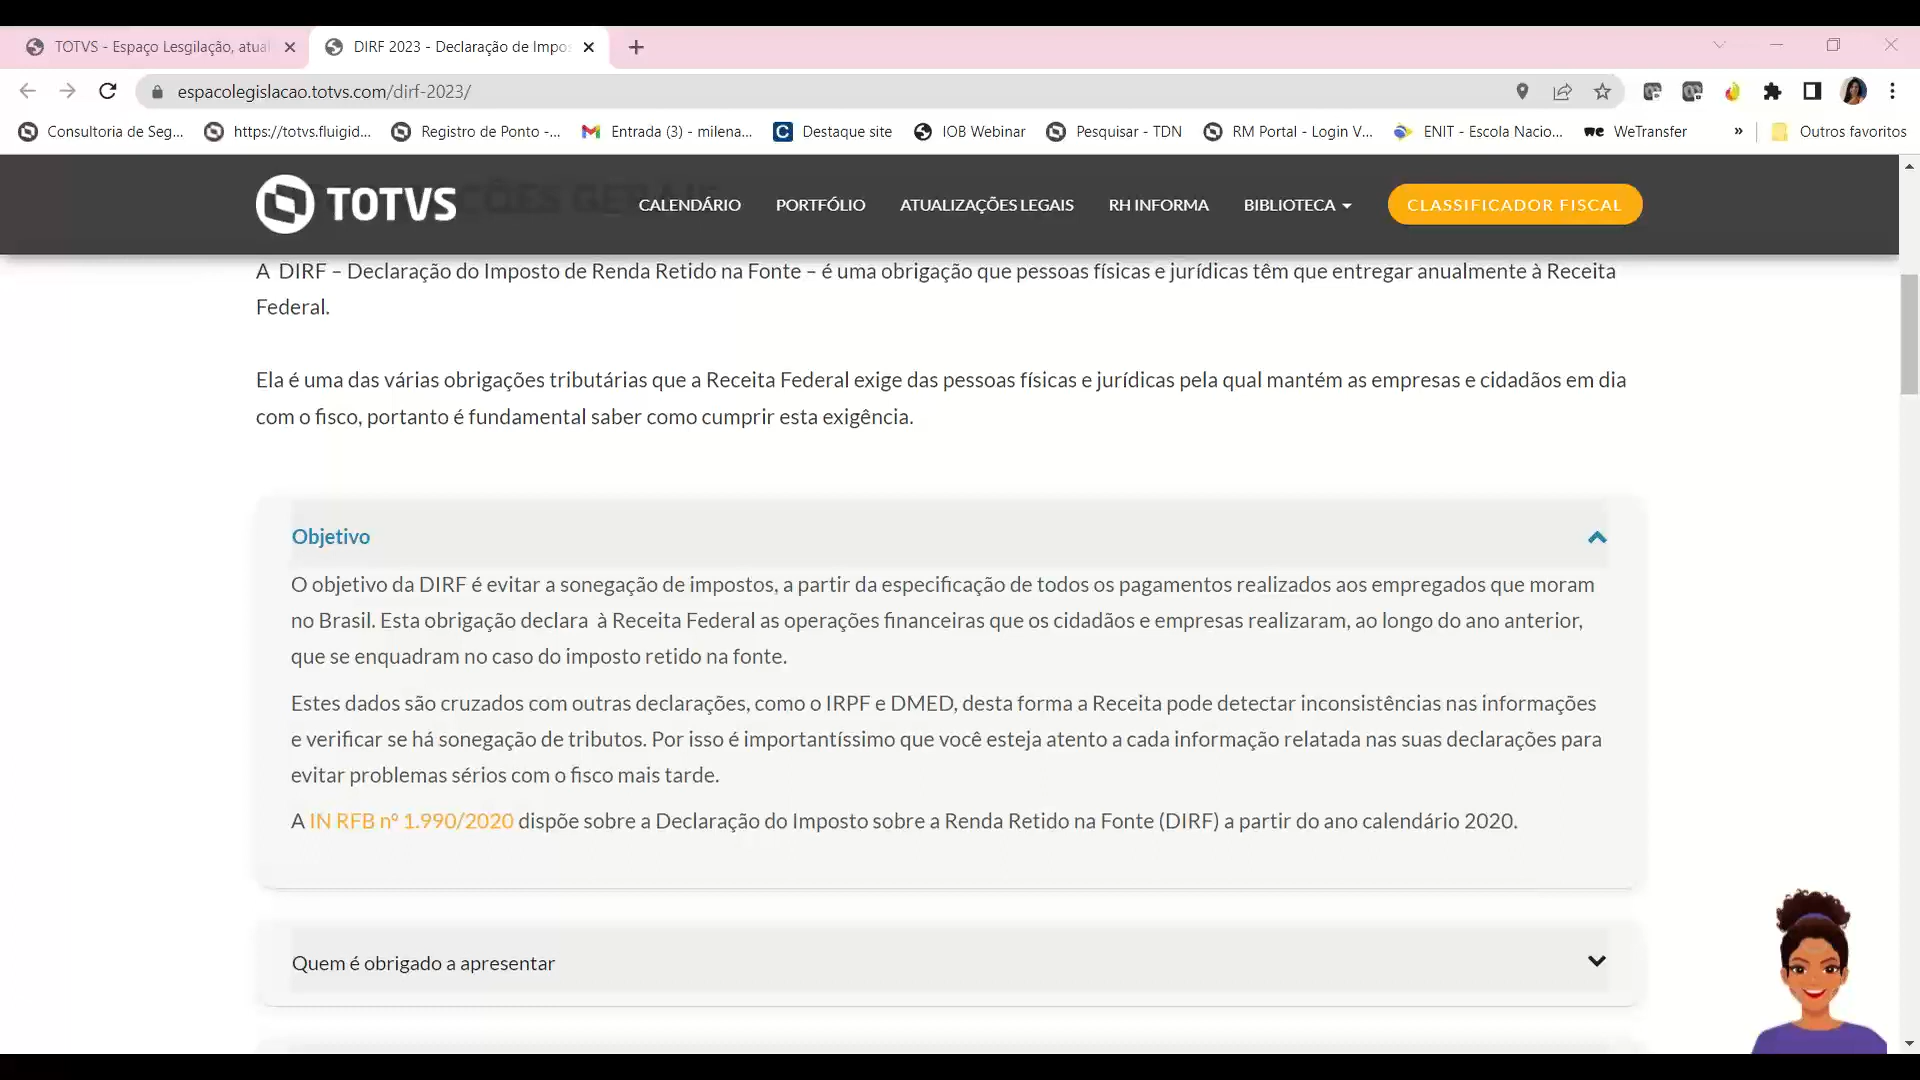 TOTVS - Espaço Lesgilação, atual
DIRF 2023 - Declaração de Impo
espacolegislacao.totvs.com/dirf-2023/
Consultoria de Seg...
https://totvs.fluigid...
Registro de Ponto -...
Entrada (3) - milena...
Destaque site
IOB Webinar
Pesquisar - TDN
RM Portal - Login V...
ENIT - Escola Nacio...
WeTransfer
»
Outros favoritos
TOTVS
CALENDÁRIO
PORTFÓLIO
ATUALIZAÇÕES LEGAIS
RH INFORMA
BIBLIOTECA
CLASSIFICADOR FISCAL
A DIRF – Declaração do Imposto de Renda Retido na Fonte – é uma obrigação que pessoas físicas e jurídicas têm que entregar anualmente à Receita
Federal.
Ela é uma das várias obrigações tributárias que a Receita Federal exige das pessoas físicas e jurídicas pela qual mantém as empresas e cidadãos em dia
com o fisco, portanto é fundamental saber como cumprir esta exigência.
Objetivo
O objetivo da DIRF é evitar a sonegação de impostos, a partir da especificação de todos os pagamentos realizados aos empregados que moram
no Brasil. Esta obrigação declara à Receita Federal as operações financeiras que os cidadãos e empresas realizaram, ao longo do ano anterior,
que se enquadram no caso do imposto retido na fonte.
Estes dados são cruzados com outras declarações, como o IRPF e DMED, desta forma a Receita pode detectar inconsistências nas informações
e verificar se há sonegação de tributos. Por isso é importantíssimo que você esteja atento a cada informação relatada nas suas declarações para
evitar problemas sérios com o fisco mais tarde.
A IN RFB nº 1.990/2020 dispõe sobre a Declaração do Imposto sobre a Renda Retido na Fonte (DIRF) a partir do ano calendário 2020.
Quem é obrigado a apresentar